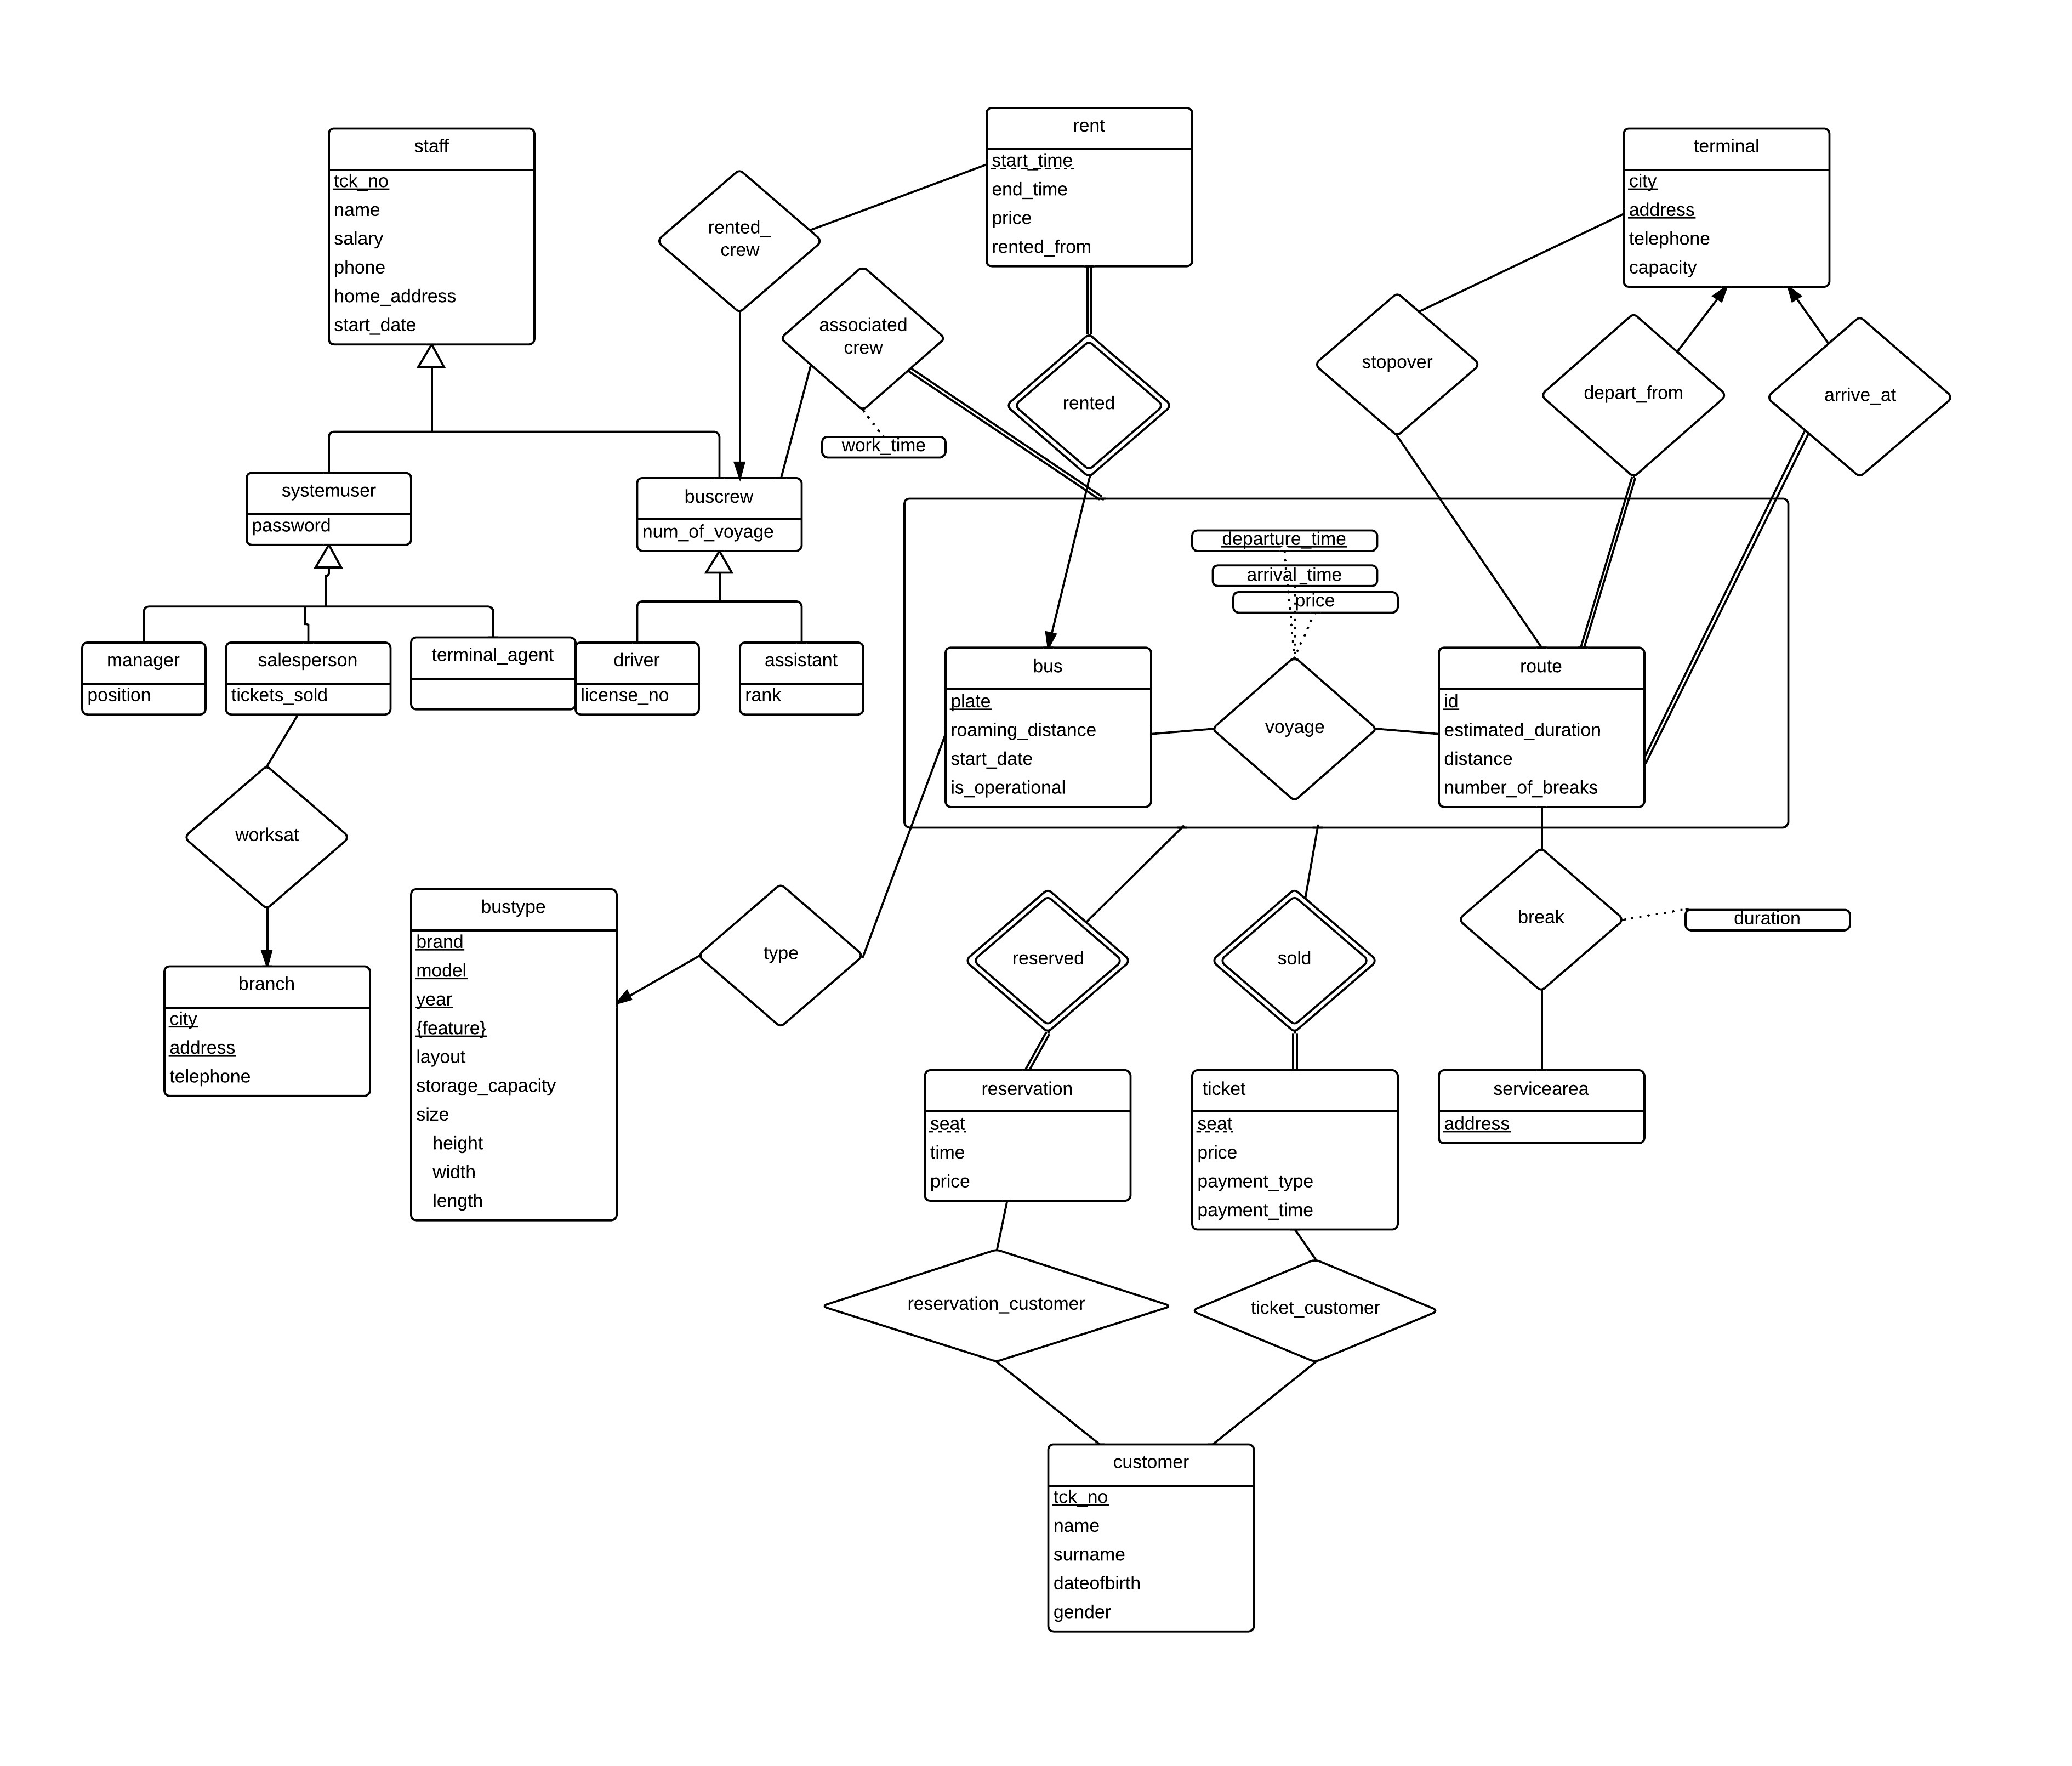 staff
tck_no
name
salary
phone
home_address
start_date
rented_
crew
rent
start_time
end_time
price
rented_from
terminal
city
address
telephone
capacity
associated
crew
work_time
rented
stopover
depart_from
arrive_at
systemuser
password
buscrew
num_of_voyage
manager
position
salesperson
tickets_sold
terminal_agent
driver
license_no
assistant
rank
departure_time
arrival_time
price
bus
plate
roaming_distance
start_date
is_operational
voyage
route
id
estimated_duration
distance
number_of_breaks
worksat
branch
city
address
telephone
bustype
brand
model
year
{feature}
layout
storage_capacity
size
height
width
length
type
reserved
sold
break
duration
reservation
seat
time
price
ticket
seat
price
payment_type
payment_time
servicearea
address
reservation_customer
ticket_customer
customer
tck_no
name
surname
dateofbirth
gender